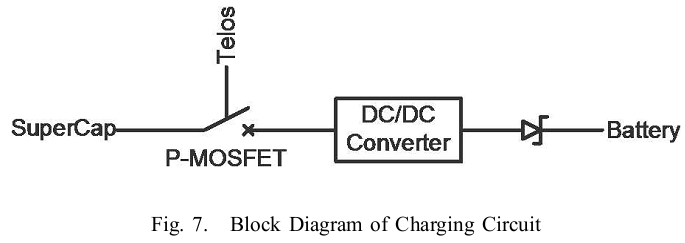 Telos
SuperCap
P-MOSFET
DC/DC
Converter
Battery
Fig. 7. Block Diagram of Charging Circuit